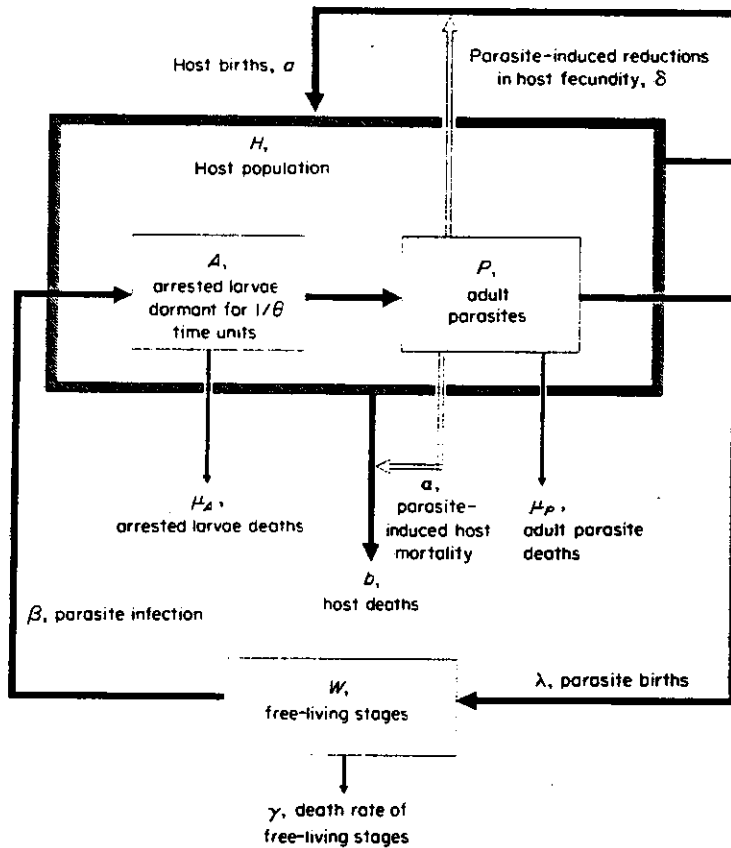 Host births, a
Parasite-induced reductions
in host fecundity, δ
H,
Host population
A,
arrested larvae
dormant for 1/θ
time units
P,
adult
parasites
μA,
arrested larvae deaths
α,
parasite-
induced host
mortality
μP,
adult parasite
deaths
b,
host deaths
β, parasite infection
W,
free-living stages
λ, parasite births
γ, death rate of
free-living stages